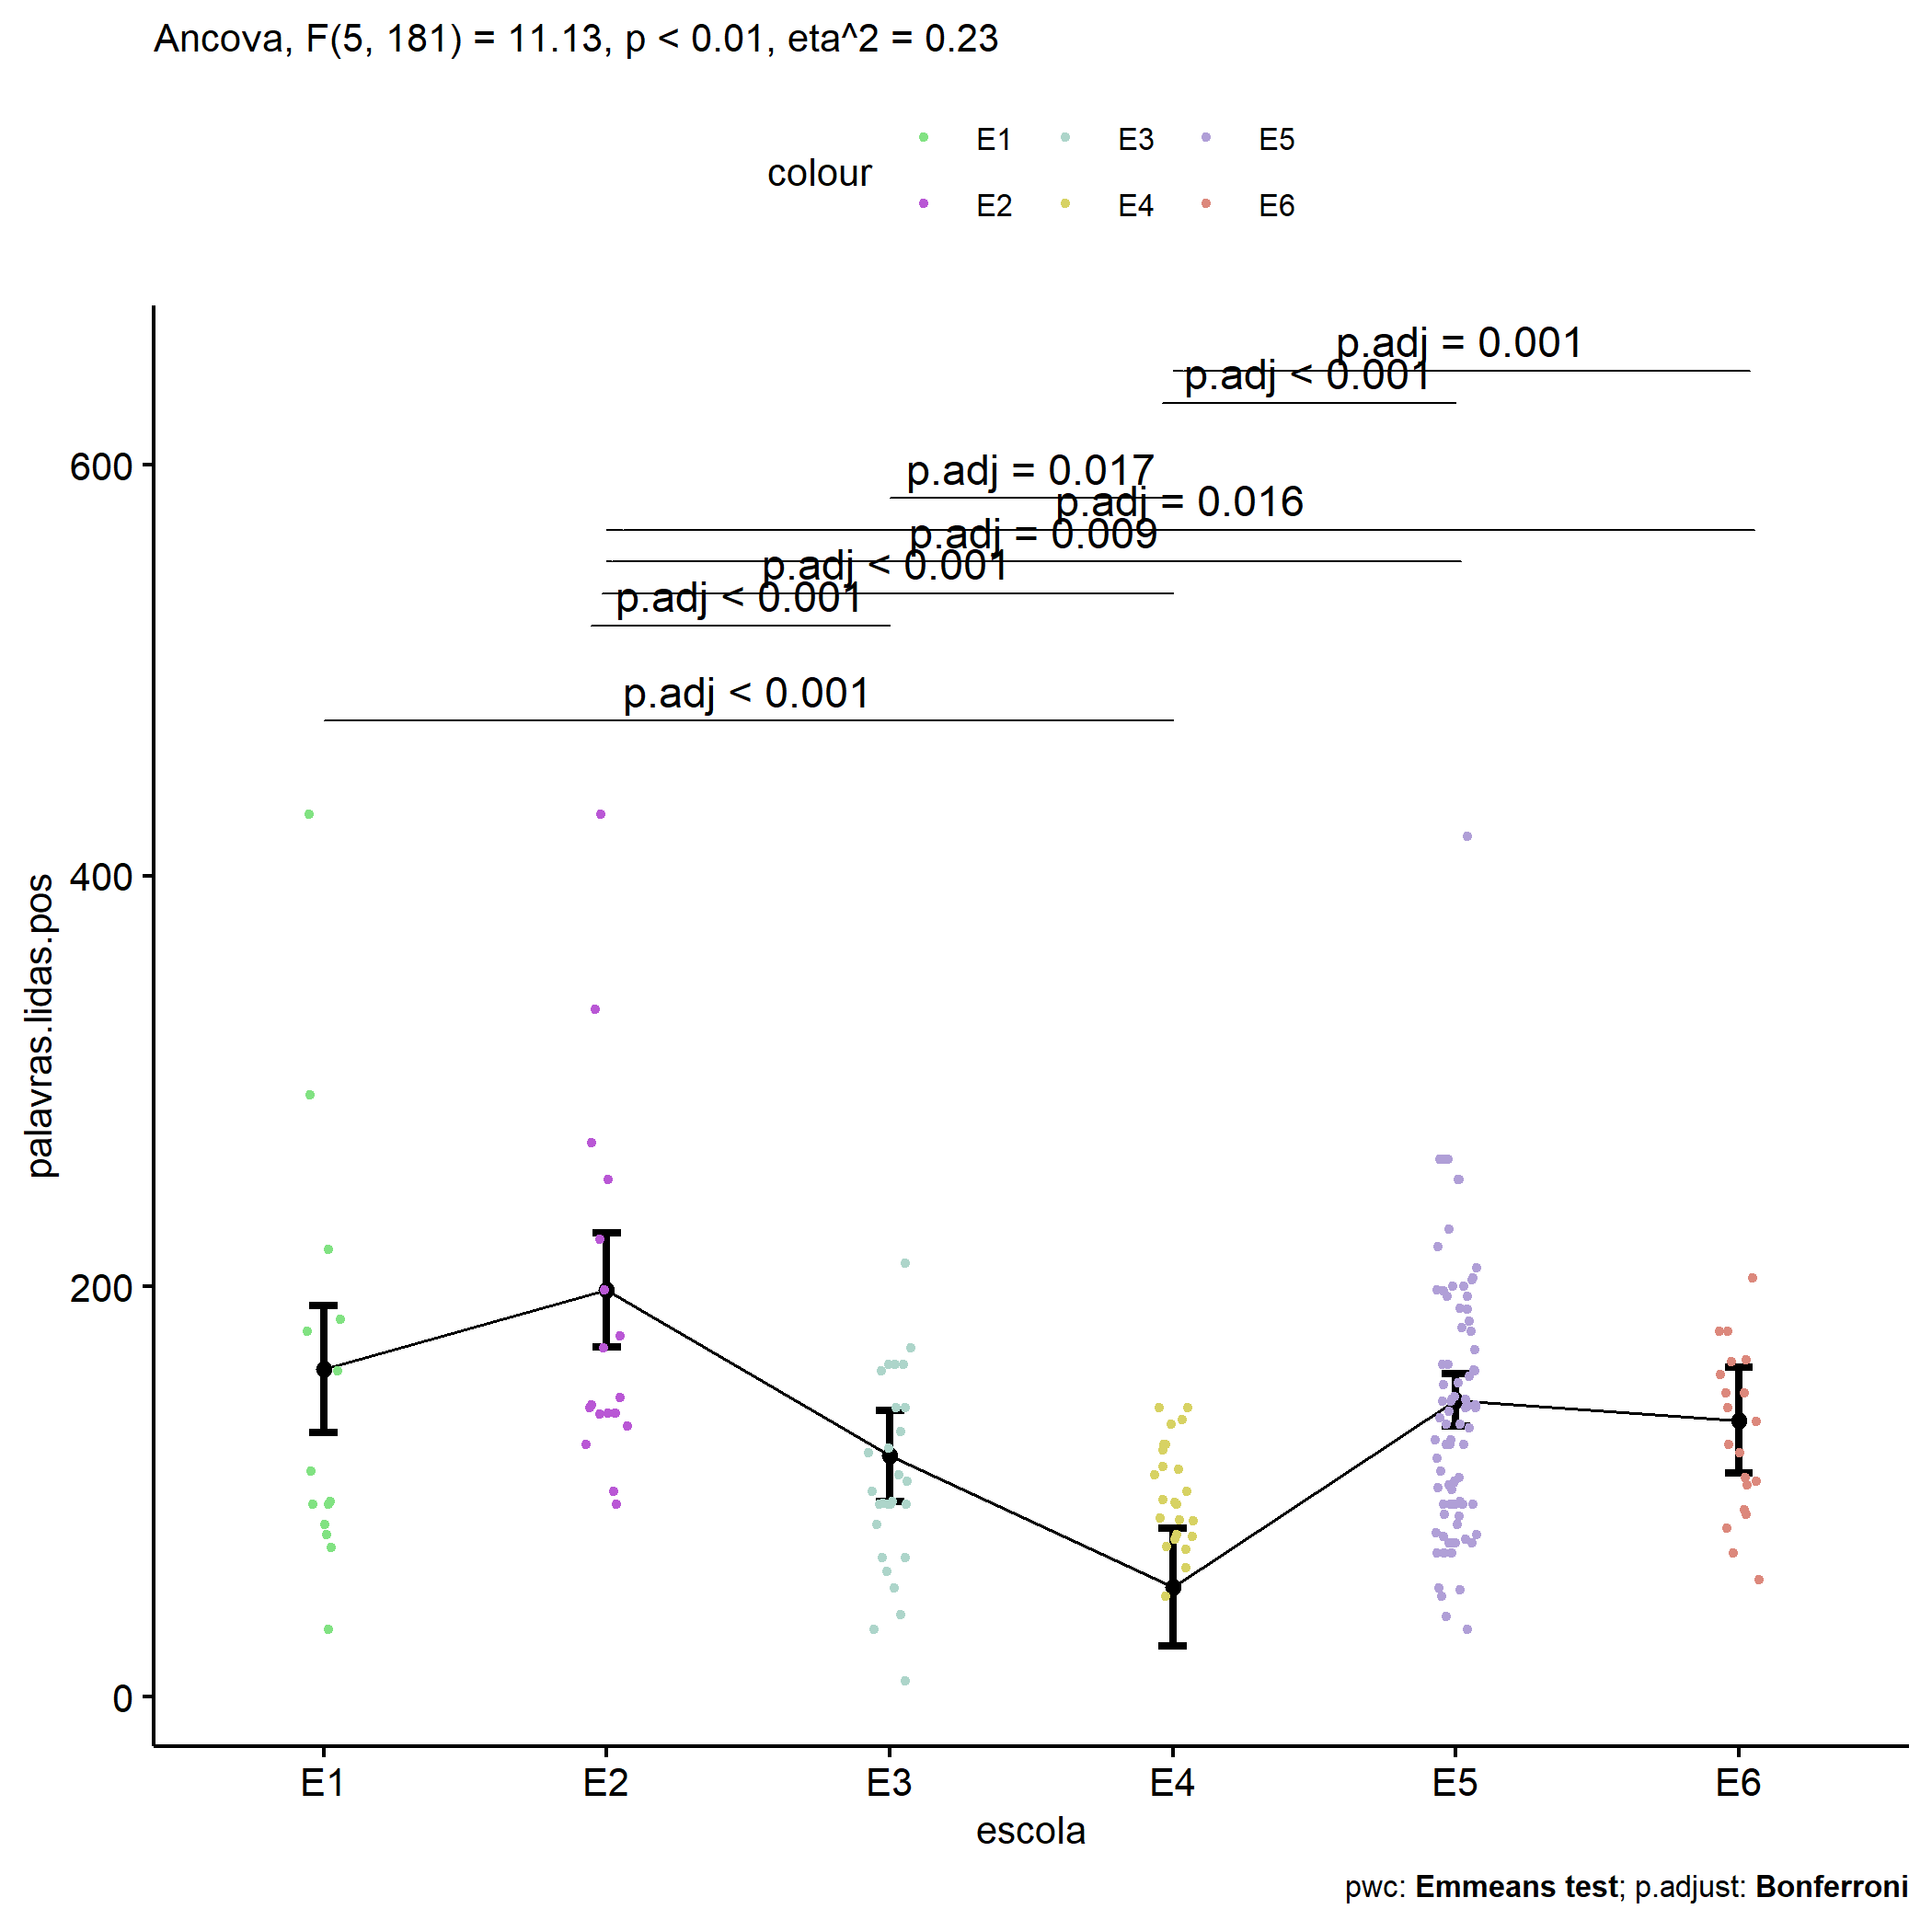 Ancova, F(5, 181) = 11.13, p < 0.01, eta^2 = 0.23
colour
E1
E3
E5
E2
E4
E6
p.adj = 0.001
p.adj < 0.001
p.adj = 0.017
p.adj = 0.016
p.adj = 0.009
p.adj < 0.001
p.adj < 0.001
p.adj < 0.001
600
400
200
0
palavras.lidas.pos
E1 E2 E3 E4 E5 E6
escola
pwc: Emmeans test; p.adjust: Bonferroni